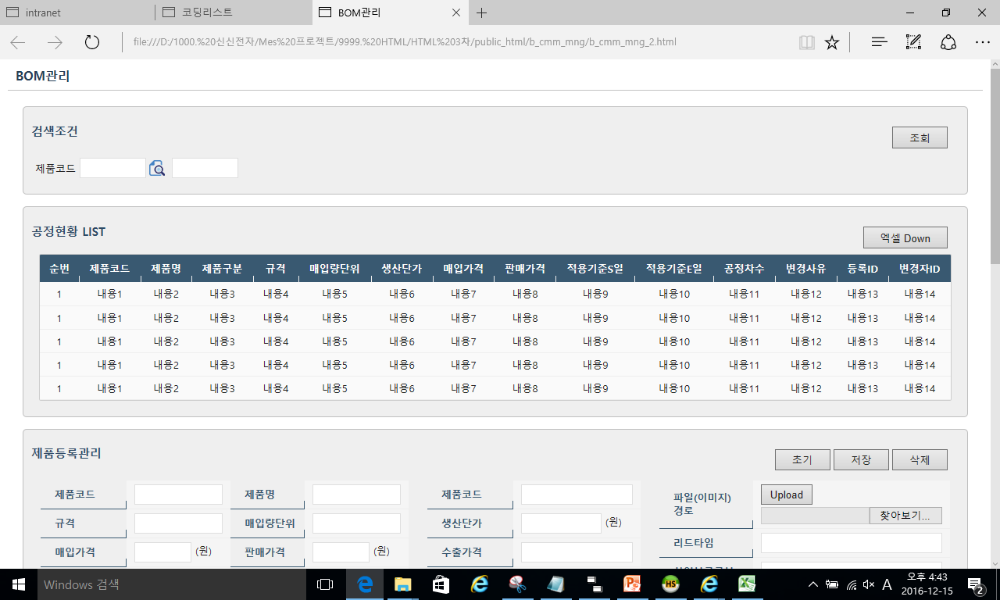 intranet 코딩리스트 BOM관리
file:///D:/1000.%20신신전자/Mes%20프로젝트/9999.%20HTML/HTML%203차/public_html/b_cmm_mng/b_cmm_mng_2.html
BOM관리
검색조건
조회
제품코드
공정현황 LIST
엑셀 Down
순번 제품코드 제품명 제품구분 규격 매입량단위 생산단가 매입가격 판매가격 적용기준S일 적용기준E일 공정차수 변경사유 등록ID 변경자ID
1 내용1 내용2 내용3 내용4 내용5 내용6 내용7 내용8 내용9 내용10 내용11 내용12 내용13 내용14
1 내용1 내용2 내용3 내용4 내용5 내용6 내용7 내용8 내용9 내용10 내용11 내용12 내용13 내용14
1 내용1 내용2 내용3 내용4 내용5 내용6 내용7 내용8 내용9 내용10 내용11 내용12 내용13 내용14
1 내용1 내용2 내용3 내용4 내용5 내용6 내용7 내용8 내용9 내용10 내용11 내용12 내용13 내용14
1 내용1 내용2 내용3 내용4 내용5 내용6 내용7 내용8 내용9 내용10 내용11 내용12 내용13 내용14
제품등록관리
초기 저장 삭제
제품코드 제품명 제품코드 파일(이미지) 경로 Upload
찾아보기...
규격 매입량단위 생산단가 (원)
리드타임
매입가격 (원) 판매가격 (원) 수출가격
Windows 검색
HS
A
오후 4:43
2016-12-15
2